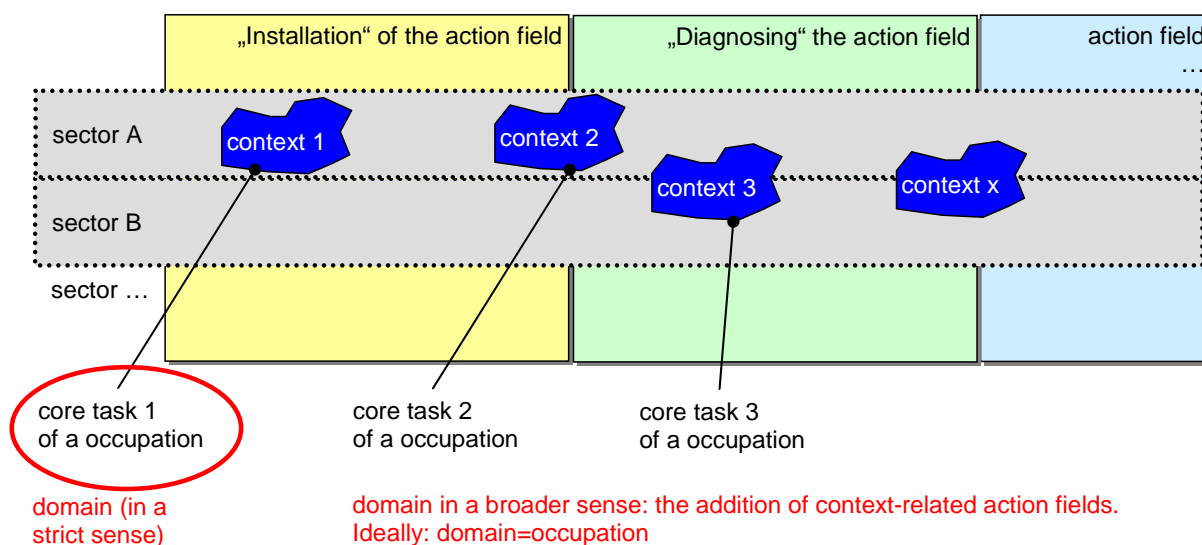 „Installation“ of the action field
„Diagnosing“ the action field
action field
…
sector A
context 1
context 2
context 3
context x
sector B
sector …
core task 1
of a occupation
core task 2
of a occupation
core task 3
of a occupation
domain (in a
strict sense)
domain in a broader sense: the addition of context-related action fields.
Ideally: domain=occupation